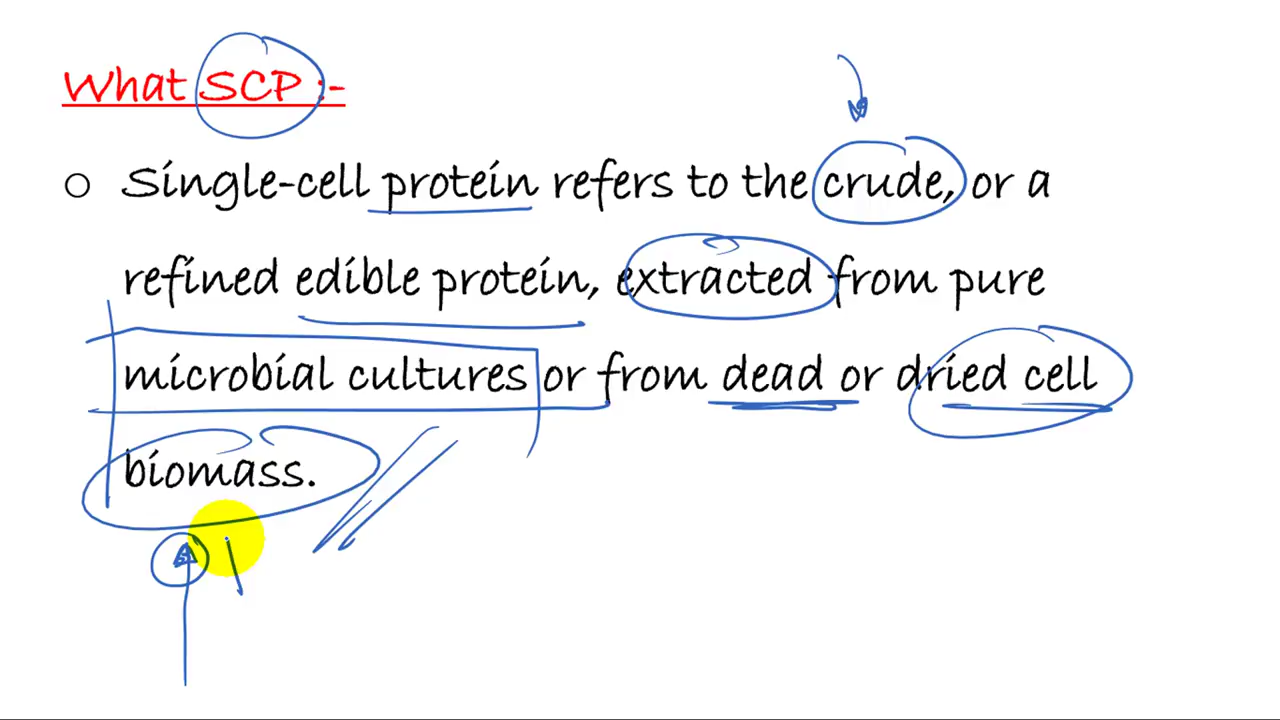 What SCP :-
○ Single-cell protein refers to the crude, or a
refined edible protein, extracted from pure
microbial cultures or from dead or dried cell
biomass.